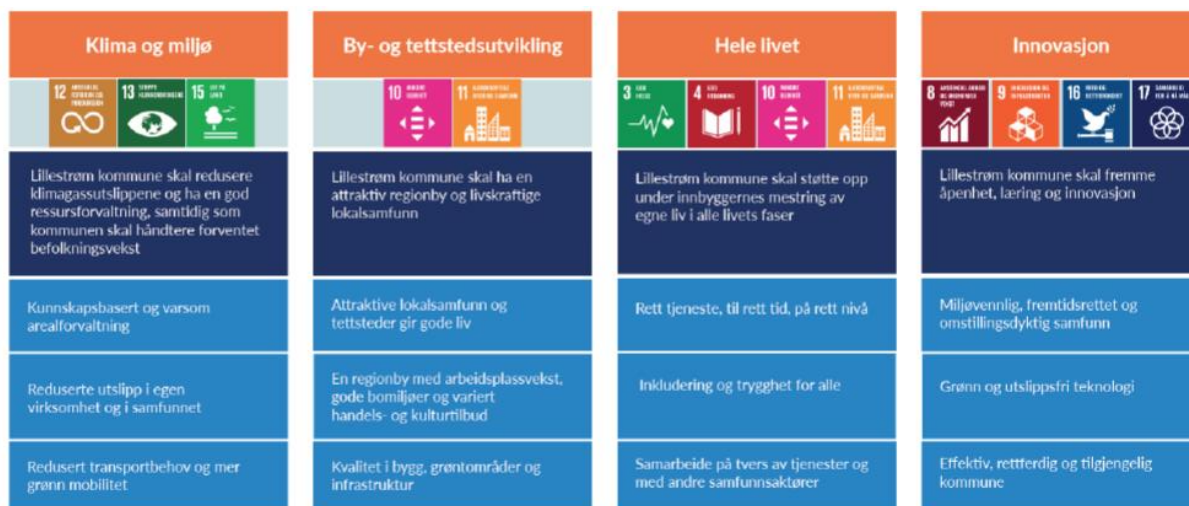 Klima og miljø
12
13
15
Lillestrøm kommune skal redusere
klimagassutslippene og ha en god
ressursforvaltning, samtidig som
kommunen skal håndtere forventet
befolkningsvekst
Kunnskapsbasert og varsom
arealforvaltning
Reduserte utslipp i egen
virksomhet og i samfunnet
Redusert transportbehov og mer
grønn mobilitet
By- og tettstedsutvikling
10
11
Lillestrøm kommune skal ha en
attraktiv regionby og livskraftige
lokalsamfunn
Attraktive lokalsamfunn og
tettsteder gir gode liv
En regionby med arbeidsplassvekst,
gode bomiljøer og variert
handels- og kulturtilbud
Kvalitet i bygg, grøntområder og
infrastruktur
Hele livet
3
4
10
11
Lillestrøm kommune skal støtte opp
under innbyggernes mestring av
egne liv i alle livets faser
Rett tjeneste, til rett tid, på rett nivå
Inkludering og trygghet for alle
Samarbeide på tvers av tjenester og
med andre samfunnsaktører
Innovasjon
8
9
16
17
Lillestrøm kommune skal fremme
åpenhet, læring og innovasjon
Miljøvennlig, fremtidsrettet og
omstillingsdyktig samfunn
Grønn og utslippsfri teknologi
Effektiv, rettferdig og tilgjengelig
kommune